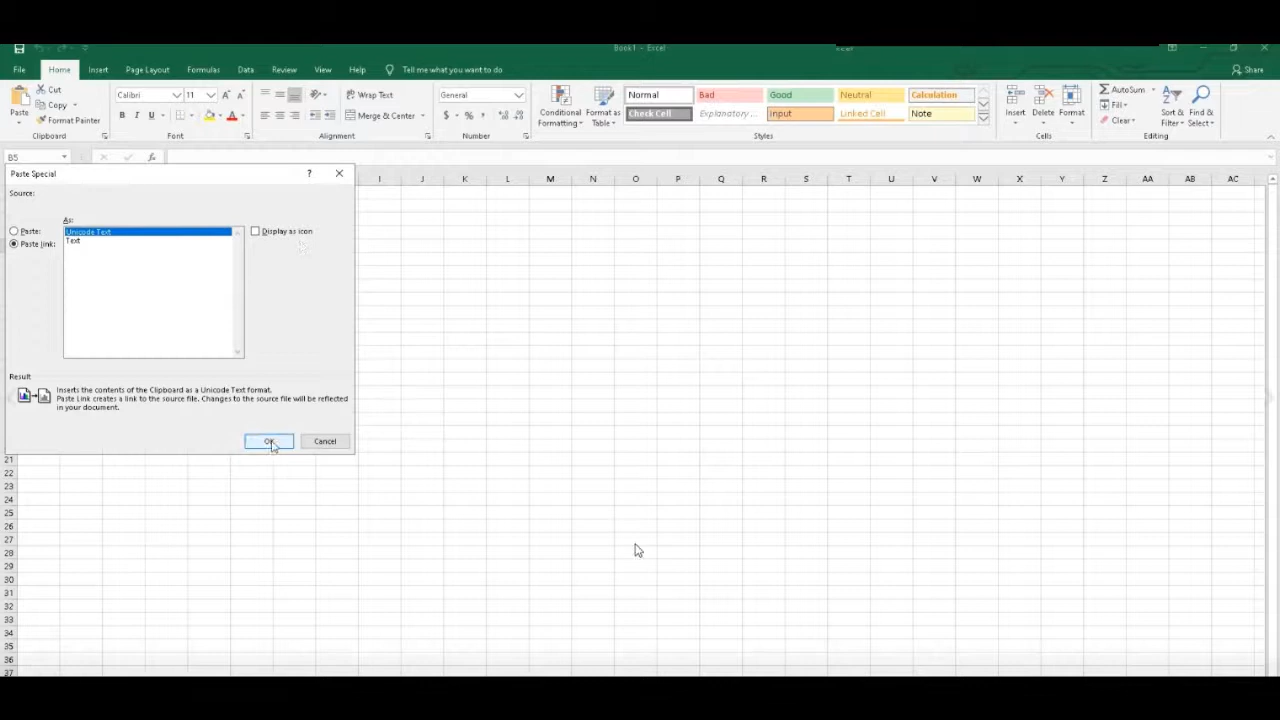 Book1 - Excel
File Home Insert Page Layout Formulas Data Review View Help Tell me what you want to do Share
Paste Cut Copy Format Painter Clipboard
Calibri 11 A A B I U A Font
Wrap Text Merge & Center Alignment
General $ % , Number
Conditional Formatting Format as Table
Normal Bad Good Neutral Calculation
Check Cell Explanatory ... Input Linked Cell Note
Styles
Insert Delete Format Cells
AutoSum Fill Clear Sort & Filter Find & Select Editing
B5 fx
Paste Special ?
I J K L M N O P Q R S T U V W X Y Z AA AB AC
Source:
As:
Paste:
Paste link:
Unicode Text
Text
Display as icon
Result
Inserts the contents of the Clipboard as a Unicode Text format.
Paste Link creates a link to the source file. Changes to the source file will be reflected
in your document.
OK Cancel
21
22
23
24
25
26
27
28
29
30
31
32
33
34
35
36
37